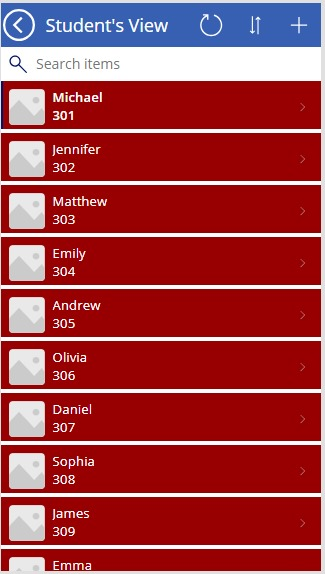 Student's View
Search items
Michael
301
Jennifer
302
Matthew
303
Emily
304
Andrew
305
Olivia
306
Daniel
307
Sophia
308
James
309
Emma